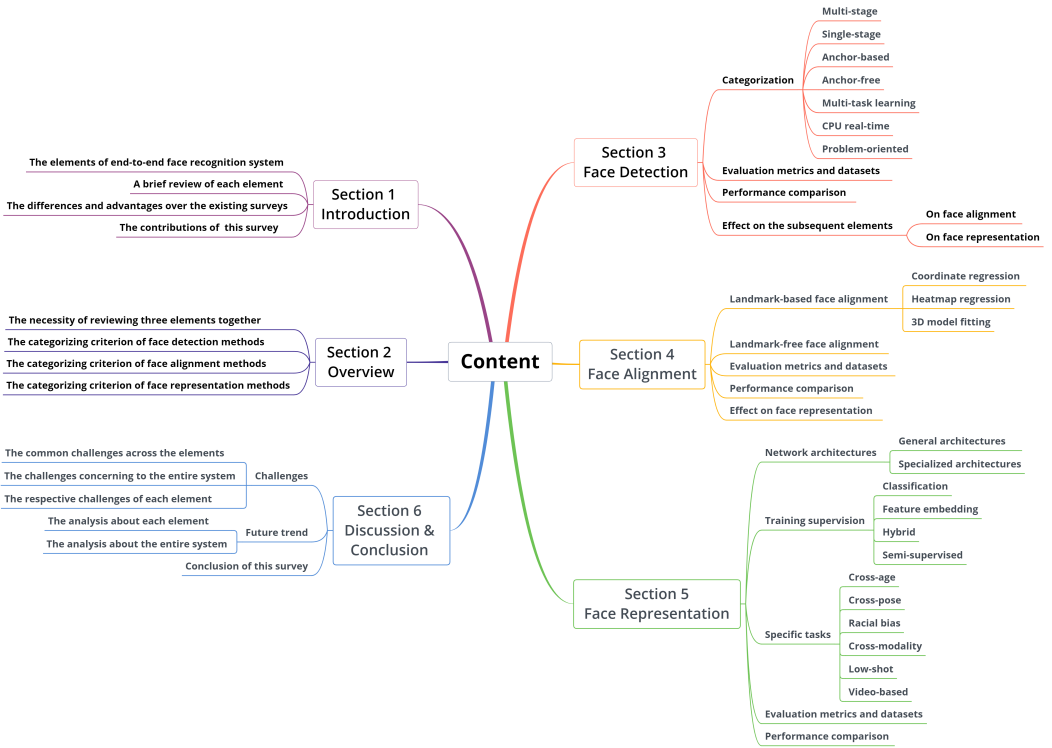 Content
Section 1
Introduction
The elements of end-to-end face recognition system
A brief review of each element
The differences and advantages over the existing surveys
The contributions of  this survey
Section 2
Overview
The necessity of reviewing three elements together
The categorizing criterion of face detection methods
The categorizing criterion of face alignment methods
The categorizing criterion of face representation methods
Section 3
Face Detection
Categorization
Multi-stage
Single-stage
Anchor-based
Anchor-free
Multi-task learning
CPU real-time
Problem-oriented
Evaluation metrics and datasets
Performance comparison
Effect on the subsequent elements
On face alignment
On face representation
Section 4
Face Alignment
Landmark-based face alignment
Coordinate regression
Heatmap regression
3D model fitting
Landmark-free face alignment
Evaluation metrics and datasets
Performance comparison
Effect on face representation
Section 5
Face Representation
Network architectures
General architectures
Specialized architectures
Training supervision
Classification
Feature embedding
Hybrid
Semi-supervised
Specific tasks
Cross-age
Cross-pose
Racial bias
Cross-modality
Low-shot
Video-based
Evaluation metrics and datasets
Performance comparison
Section 6
Discussion &
Conclusion
Challenges
The common challenges across the elements
The challenges concerning to the entire system
The respective challenges of each element
Future trend
The analysis about each element
The analysis about the entire system
Conclusion of this survey